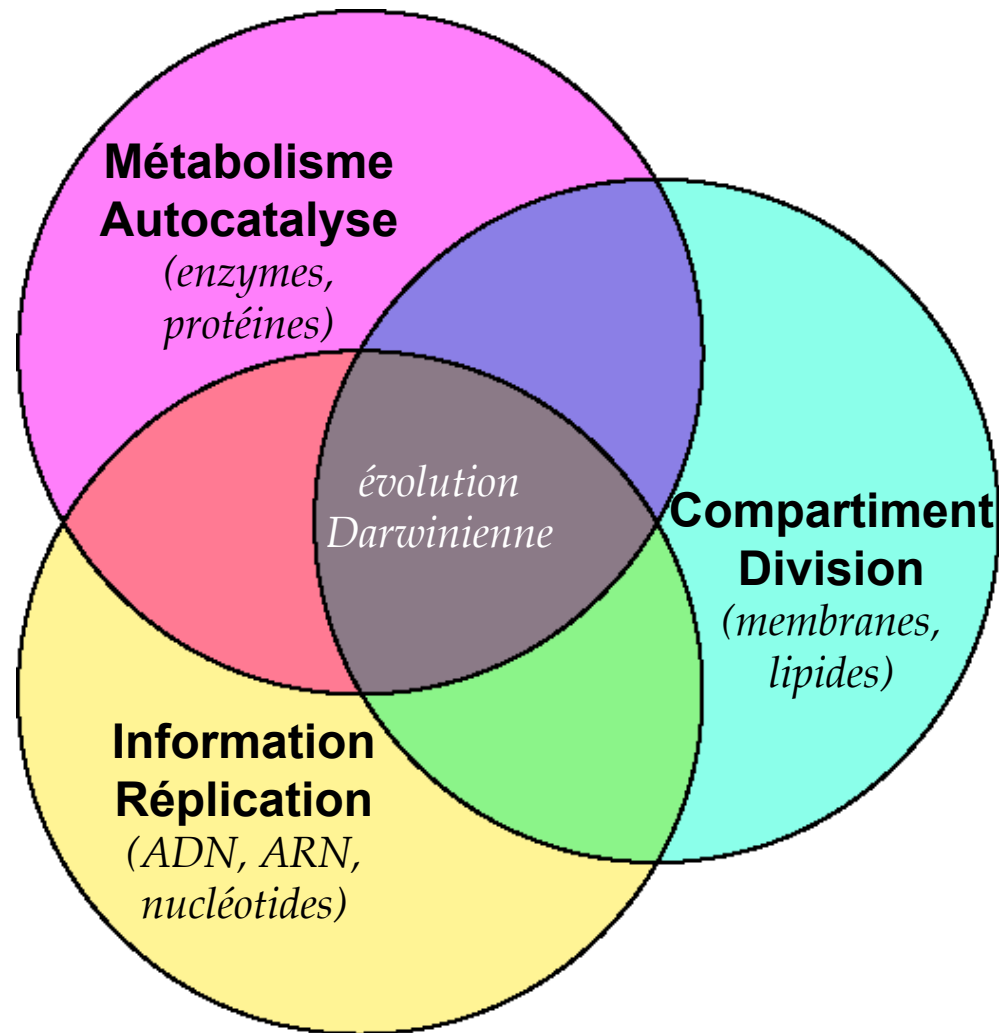 Métabolisme
Autocatalyse
(enzymes,
protéines)
évolution
Darwinienne
Compartiment
Division
(membranes,
lipides)
Information
Réplication
(ADN, ARN,
nucléotides)